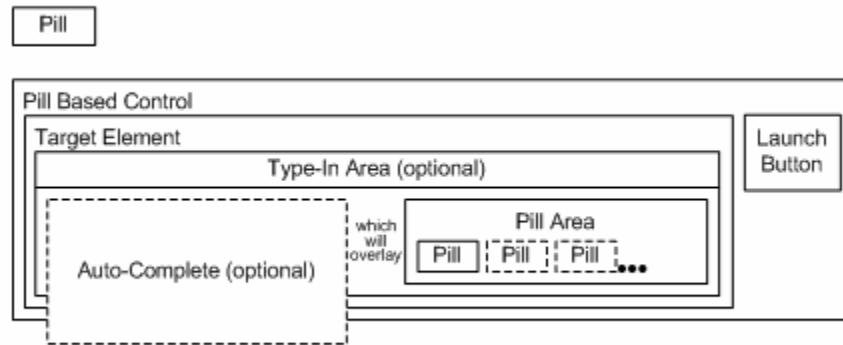 Pill
Pill Based Control
Target Element
Launch
Button
Type-In Area (optional)
Auto-Complete (optional)
which
will
overlay
Pill Area
Pill Pill Pill •••